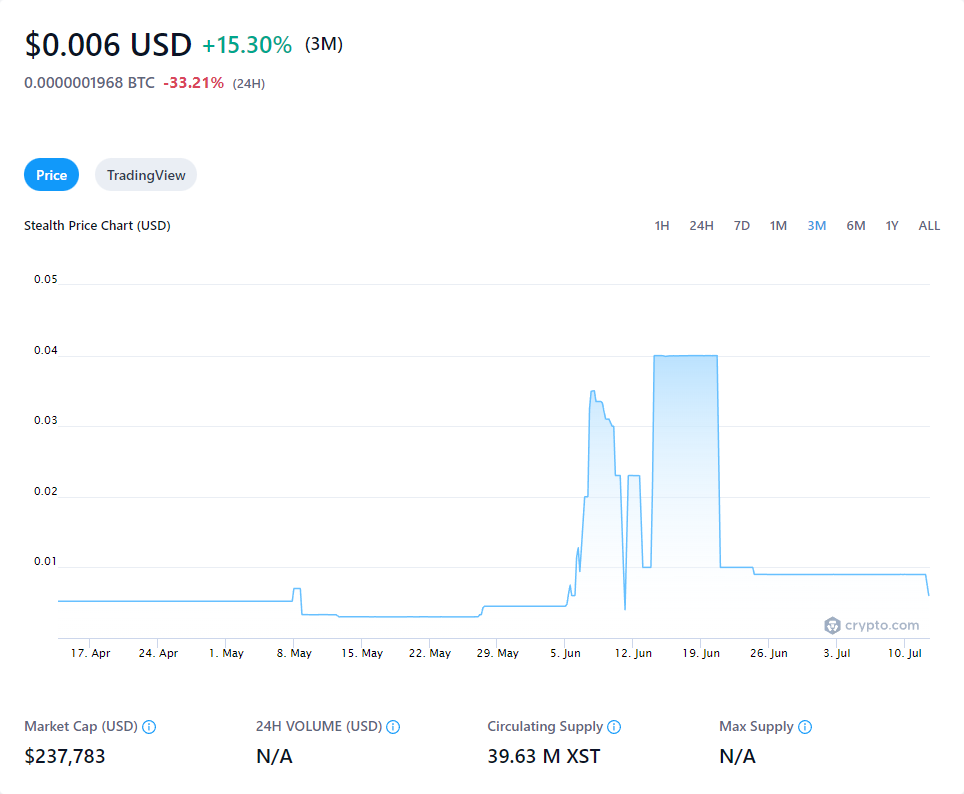 $0.006 USD +15.30% (3M)
0.0000001968 BTC -33.21% (24H)
Price TradingView
Stealth Price Chart (USD) 1H 24H 7D 1M 3M 6M 1Y ALL
0.05
0.04
0.03
0.02
0.01
crypto.com
17. Apr 24. Apr 1. May 8. May 15. May 22. May 29. May 5. Jun 12. Jun 19. Jun 26. Jun 3. Jul 10. Jul
Market Cap (USD) 24H VOLUME (USD) Circulating Supply Max Supply
$237,783 N/A 39.63 M XST N/A